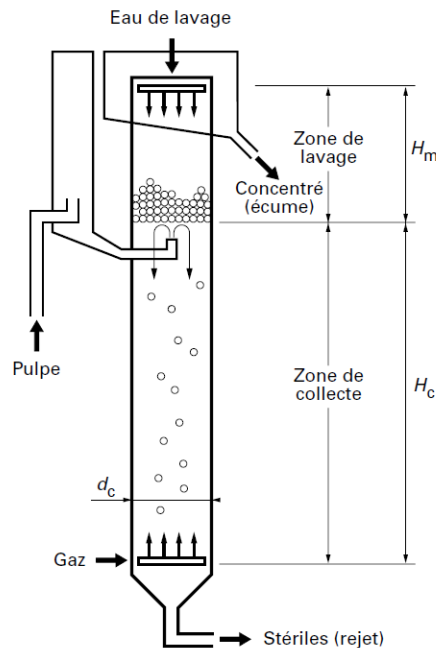 Eau de lavage
Zone de
lavage
Hm
Concentré
(écume)
Pulpe
Zone de
collecte
Hc
dc
Gaz
Stériles (rejet)